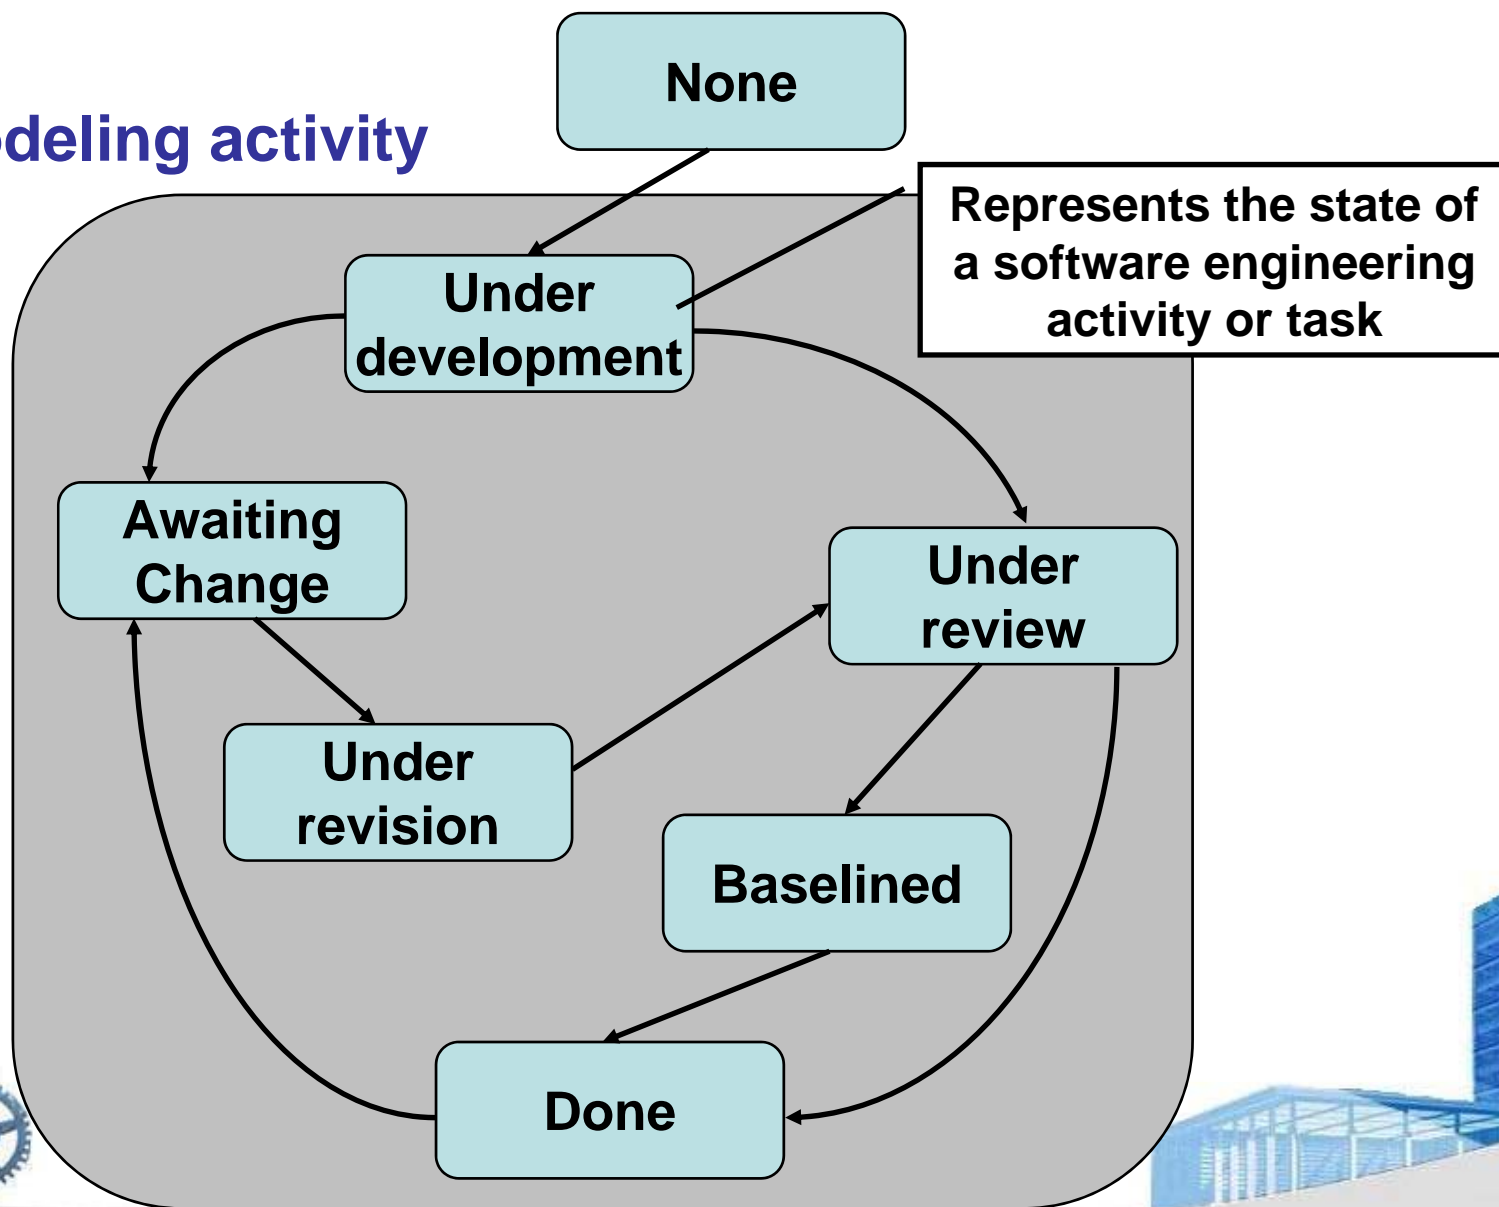 None
deling activity
Represents the state of
a software engineering
activity or task
Under
development
Awaiting
Change
Under
review
Under
revision
Baselined
Done